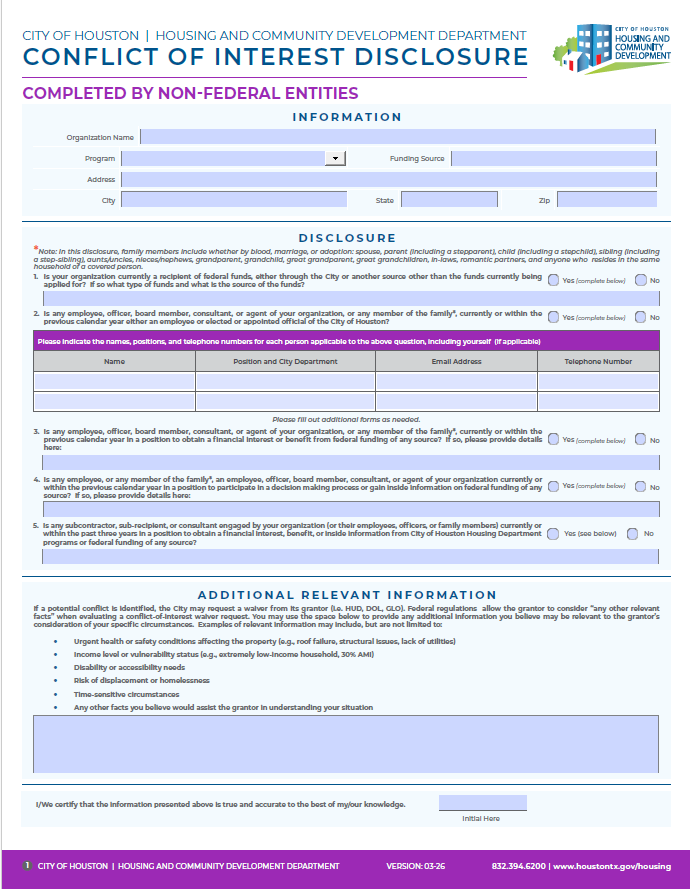 CITY OF HOUSTON | HOUSING AND COMMUNITY DEVELOPMENT DEPARTMENT
CONFLICT OF INTEREST DISCLOSURE
CITY OF HOUSTON
HOUSING AND
COMMUNITY
DEVELOPMENT
COMPLETED BY NON-FEDERAL ENTITIES
INFORMATION
Organization Name
Program
Funding Source
Address
City
State
Zip
DISCLOSURE
*Note: In this disclosure, family members include whether by blood, marriage, or adoption: spouse, parent (including a stepparent), child (including a stepchild), sibling (including
a step-sibling), aunts/uncles, nieces/nephews, grandparent, grandchild, great grandparent, great grandchildren, in-laws, romantic partners, and anyone who resides in the same
household of a covered person.
1. Is your organization currently a recipient of federal funds, either through the City or another source other than the funds currently being
applied for? If so what type of funds and what is the source of the funds?
Yes (complete below)
No
2. Is any employee, officer, board member, consultant, or agent of your organization, or any member of the family*, currently or within the
previous calendar year either an employee or elected or appointed official of the City of Houston?
Yes (complete below)
No
Please indicate the names, positions, and telephone numbers for each person applicable to the above question, including yourself (if applicable)
Name
Position and City Department
Email Address
Telephone Number
Please fill out additional forms as needed.
3. Is any employee, officer, board member, consultant, or agent of your organization, or any member of the family*, currently or within the
previous calendar year in a position to obtain a financial interest or benefit from federal funding of any source? If so, please provide details
here:
Yes (complete below)
No
4. Is any employee, or any member of the family*, an employee, officer, board member, consultant, or agent of your organization currently or
within the previous calendar year in a position to participate in a decision making process or gain inside information on federal funding of any
source? If so, please provide details here:
Yes (complete below)
No
5. Is any subcontractor, sub-recipient, or consultant engaged by your organization (or their employees, officers, or family members) currently or
within the past three years in a position to obtain a financial interest, benefit, or inside information from City of Houston Housing Department
programs or federal funding of any source?
Yes (see below)
No
ADDITIONAL RELEVANT INFORMATION
If a potential conflict is identified, the City may request a waiver from its grantor (i.e. HUD, DOL, GLO). Federal regulations allow the grantor to consider "any other relevant
facts" when evaluating a conflict-of-interest waiver request. You may use the space below to provide any additional information you believe may be relevant to the grantor's
consideration of your specific circumstances. Examples of relevant information may include, but are not limited to:
• Urgent health or safety conditions affecting the property (e.g., roof failure, structural issues, lack of utilities)
• Income level or vulnerability status (e.g., extremely low-income household, 30% AMI)
• Disability or accessibility needs
• Risk of displacement or homelessness
• Time-sensitive circumstances
• Any other facts you believe would assist the grantor in understanding your situation
I/We certify that the information presented above is true and accurate to the best of my/our knowledge.
Initial Here
1 CITY OF HOUSTON | HOUSING AND COMMUNITY DEVELOPMENT DEPARTMENT
VERSION: 03-26
832.394.6200 | www.houstontx.gov/housing